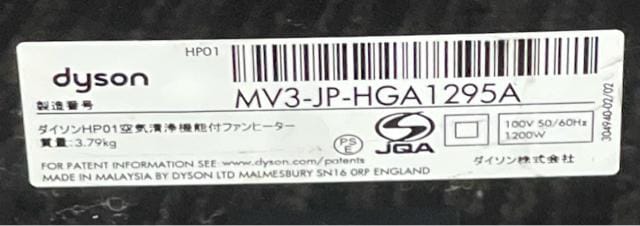 HP01
dyson
製造番号
MV3-JP-HGA1295A
ダイソンHP01空気清浄機能付ファンヒーター
質量:3.79kg
PS
E
JQA
100V 50/60Hz
1200W
304940-02/02
FOR PATENT INFORMATION SEE: www.dyson.com/patents
ダイソン株式会社
MADE IN MALAYSIA BY DYSON LTD MALMESBURY SN16 0RP ENGLAND